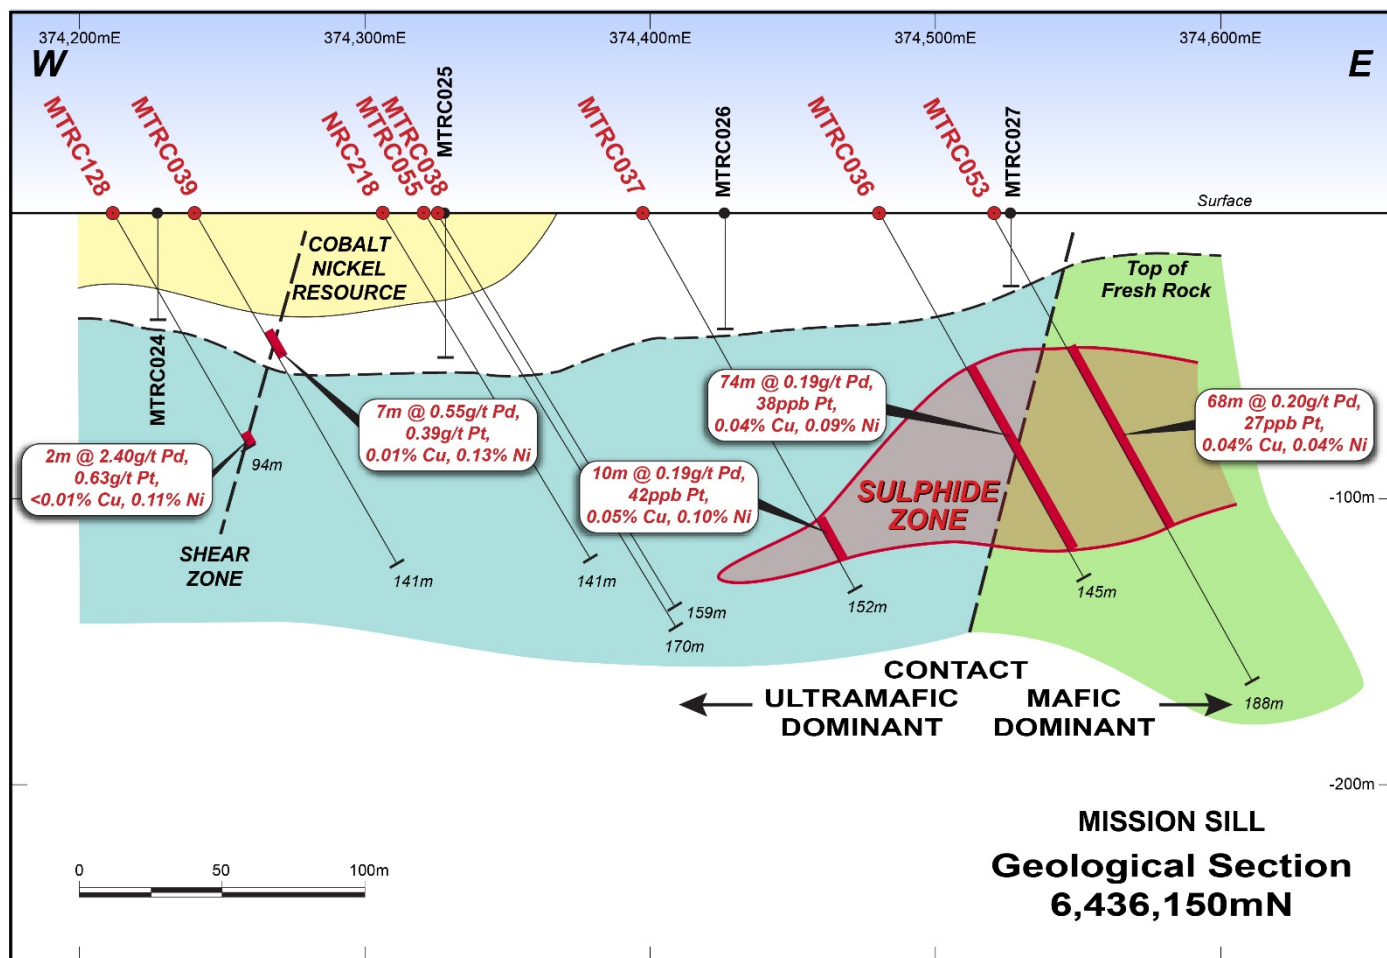 374,200mE
374,300mE
374,400mE
374,500mE
374,600mE
W
E
MTRC128
MTRC039
NRC218
MTRC055
MTRC038
MTRC025
MTRC037
MTRC026
MTRC036
MTRC053
MTRC027
Surface
COBALT
NICKEL
RESOURCE
Top of
Fresh Rock
MTRC024
7m @ 0.55g/t Pd,
0.39g/t Pt,
0.01% Cu, 0.13% Ni
74m @ 0.19g/t Pd,
38ppb Pt,
0.04% Cu, 0.09% Ni
68m @ 0.20g/t Pd,
27ppb Pt,
0.04% Cu, 0.04% Ni
2m @ 2.40g/t Pd,
0.63g/t Pt,
<0.01% Cu, 0.11% Ni
94m
10m @ 0.19g/t Pd,
42ppb Pt,
0.05% Cu, 0.10% Ni
SULPHIDE
ZONE
-100m
SHEAR
ZONE
141m
141m
159m
170m
152m
145m
188m
CONTACT
ULTRAMAFIC
DOMINANT
MAFIC
DOMINANT
-200m
MISSION SILL
Geological Section
6,436,150mN
0
50
100m